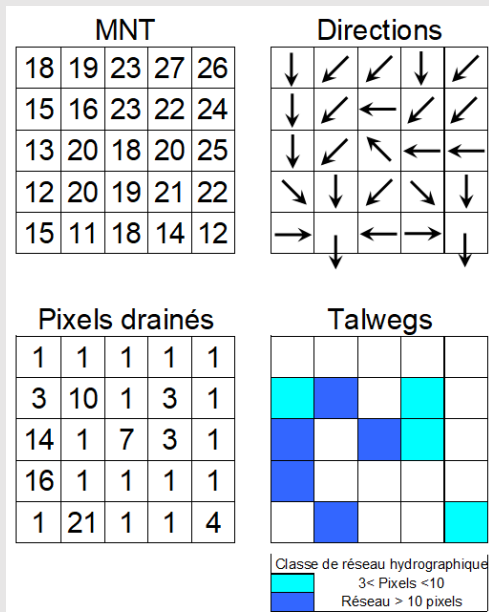 MNT
Directions
18 19 23 27 26
15 16 23 22 24
13 20 18 20 25
12 20 19 21 22
15 11 18 14 12
Pixels drainés
Talwegs
1 1 1 1 1
3 10 1 3 1
14 1 7 3 1
16 1 1 1 1
1 21 1 1 4
Classe de réseau hydrographique
3< Pixels <10
Réseau > 10 pixels